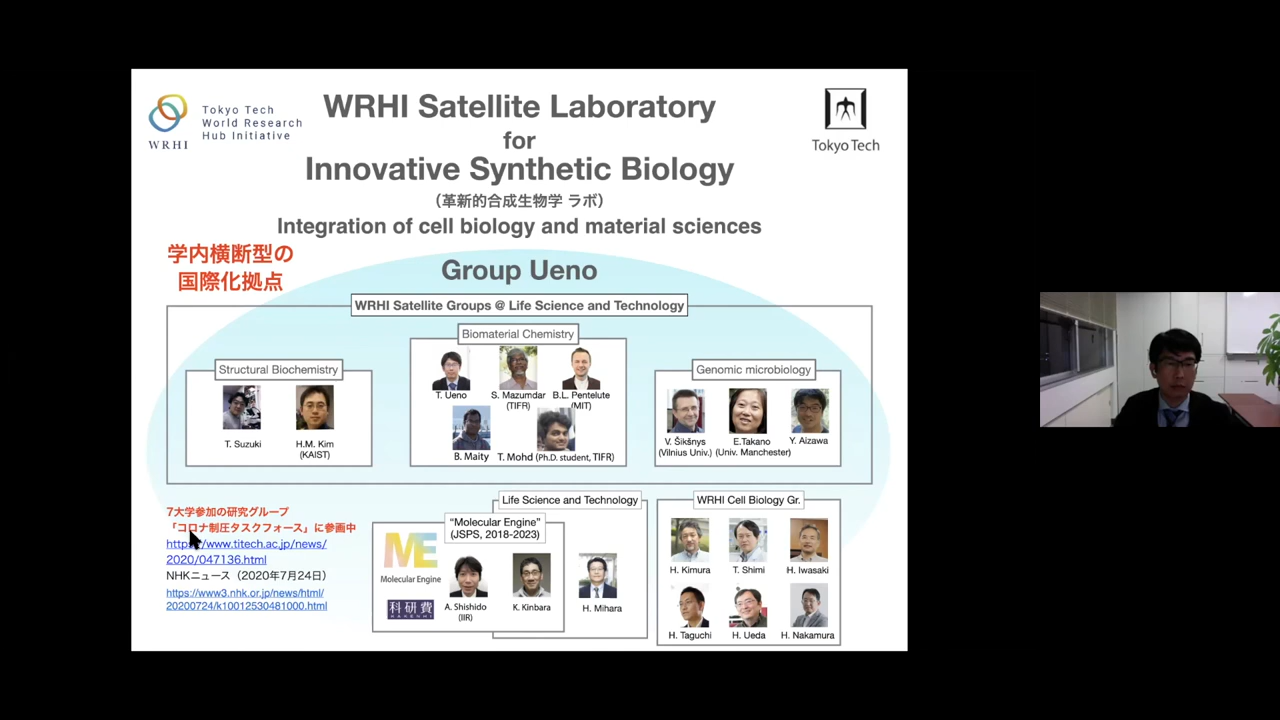 WRHI
Tokyo Tech
World Research
Hub Initiative
WRHI Satellite Laboratory
for
Innovative Synthetic Biology
（革新的合成生物学 ラボ）
Integration of cell biology and material sciences
Tokyo Tech
学内横断型の
国際化拠点
Group Ueno
WRHI Satellite Groups @ Life Science and Technology
Structural Biochemistry
T. Suzuki
H.M. Kim
(KAIST)
Biomaterial Chemistry
T. Ueno
S. Mazumdar
(TIFR)
B.L. Pentelute
(MIT)
B. Maity
T. Mohd (Ph.D. student, TIFR)
Genomic microbiology
V. Šikšnys
(Vilnius Univ.)
E.Takano
(Univ. Manchester)
Y. Aizawa
7大学参加の研究グループ
「コロナ制圧タスクフォース」に参画中
https://www.titech.ac.jp/news/
2020/047136.html
NHKニュース（2020年7月24日）
https://www3.nhk.or.jp/news/html/
20200724/k10012530481000.html
Life Science and Technology
"Molecular Engine"
(JSPS, 2018-2023)
ME
Molecular Engine
科研費
KAKENHI
A. Shishido
(IIR)
K. Kinbara
H. Mihara
WRHI Cell Biology Gr.
H. Kimura
T. Shimi
H. Iwasaki
H. Taguchi
H. Ueda
H. Nakamura